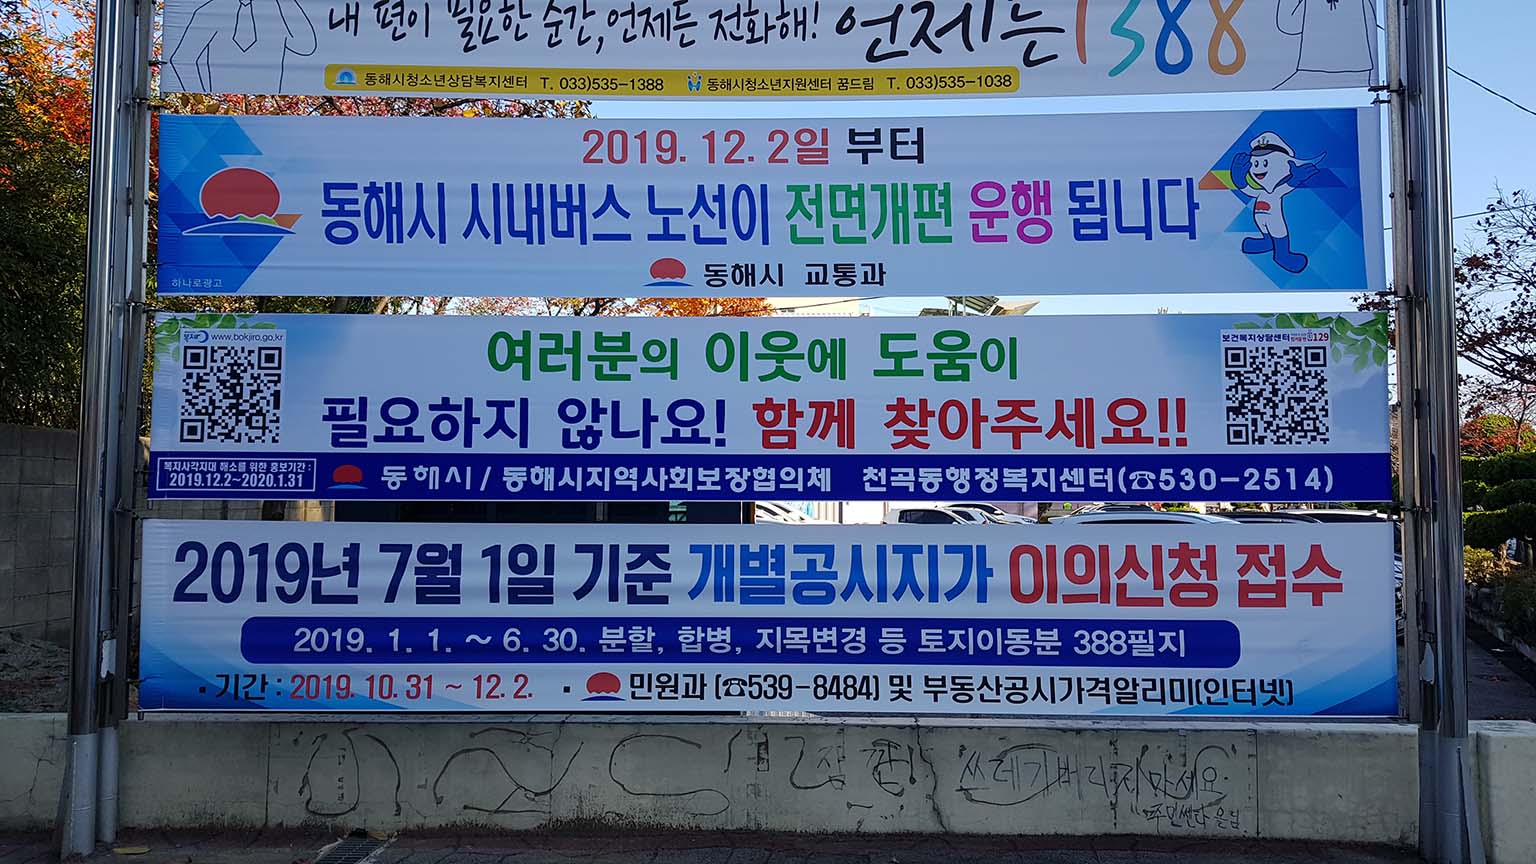 내 편이 필요한 순간, 언제든 전화해! 언제든 1388
동해시청소년상담복지센터 T. 033)535-1388 동해시청소년지원센터 꿈드림 T. 033)535-1038
2019. 12. 2일 부터
동해시 시내버스 노선이 전면개편 운행 됩니다
동해시 교통과
하나로광고
복지로 www.bokjiro.go.kr
보건복지상담센터 129
여러분의 이웃에 도움이
필요하지 않나요! 함께 찾아주세요!!
복지사각지대 해소를 위한 홍보기간 :
2019.12.2~2020.1.31
동해시 / 동해시지역사회보장협의체 천곡동행정복지센터(☎530-2514)
2019년 7월 1일 기준 개별공시지가 이의신청 접수
2019. 1. 1. ~ 6. 30. 분할, 합병, 지목변경 등 토지이동분 388필지
· 기간 : 2019. 10. 31 ~ 12. 2. · 민원과 (☎539-8484) 및 부동산공시가격알리미(인터넷)
잠깐
쓰레기버리지마세요